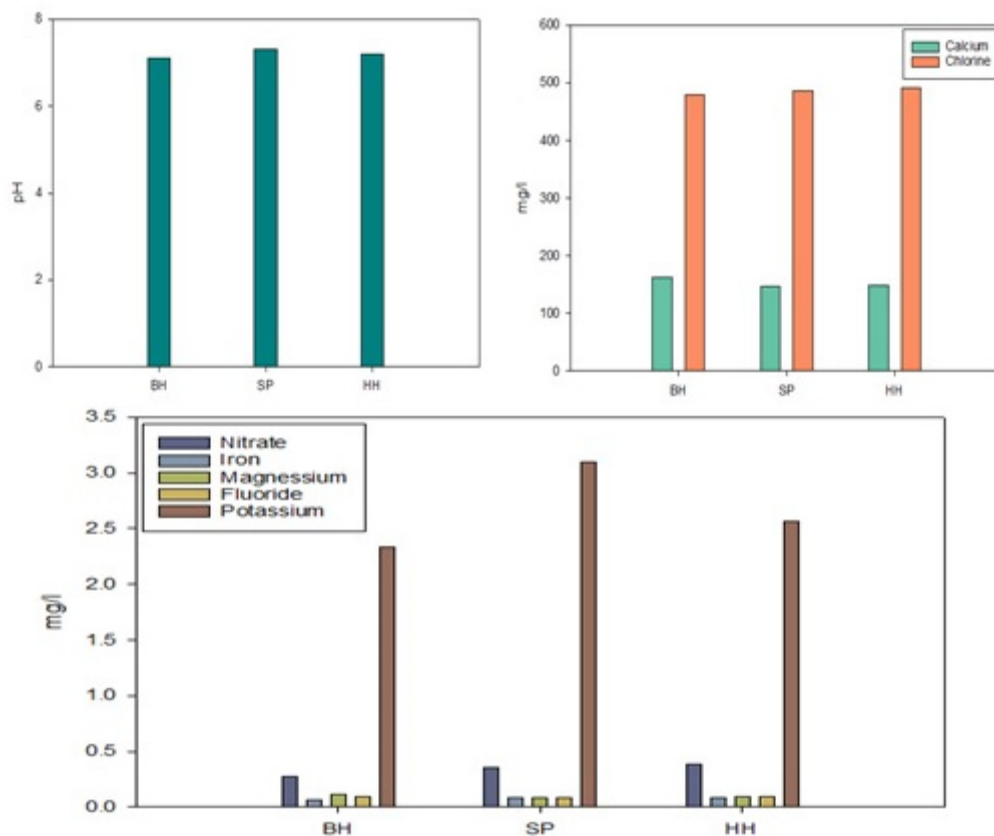 8
6
4
2
0
pH
BH SP HH
600
500
400
300
200
100
0
mg/l
Calcium
Chlorine
BH SP HH
3.5
3.0
2.5
2.0
1.5
1.0
0.5
0.0
mg/l
Nitrate
Iron
Magnessium
Fluoride
Potassium
BH SP HH